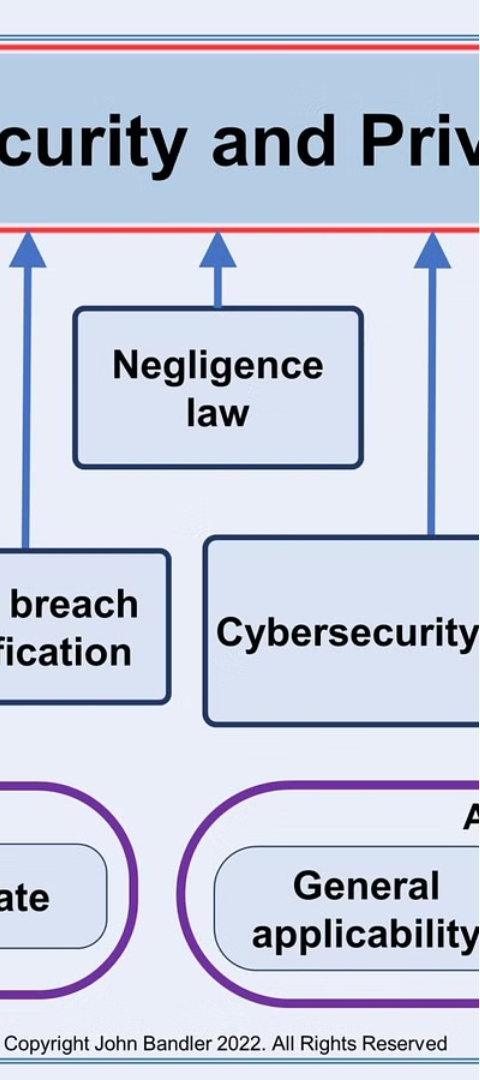 curity and Priv
Negligence
law
breach
fication
Cybersecurity
A
ate
General
applicability
Copyright John Bandler 2022. All Rights Reserved